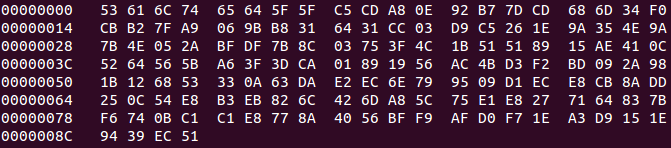 00000000 53 61 6C 74 65 64 5F 5F C5 CD A8 0E 92 B7 7D CD 68 6D 34 F0
00000014 CB B2 7F A9 06 9B B8 31 64 31 CC 03 D9 C5 26 1E 9A 35 4E 9A
00000028 7B 4E 05 2A BF DF 7B 8C 03 75 3F 4C 1B 51 51 89 15 AE 41 0C
0000003C 52 64 56 5B A6 3F 3D CA 01 89 19 56 AC 4B D3 F2 BD 09 2A 98
00000050 1B 12 68 53 33 0A 63 DA E2 EC 6E 79 95 09 D1 EC E8 CB 8A DD
00000064 25 0C 54 E8 B3 EB 82 6C 42 6D A8 5C 75 E1 E8 27 71 64 83 7B
00000078 F6 74 0B C1 C1 E8 77 8A 40 56 BF F9 AF D0 F7 1E A3 D9 15 1E
0000008C 94 39 EC 51